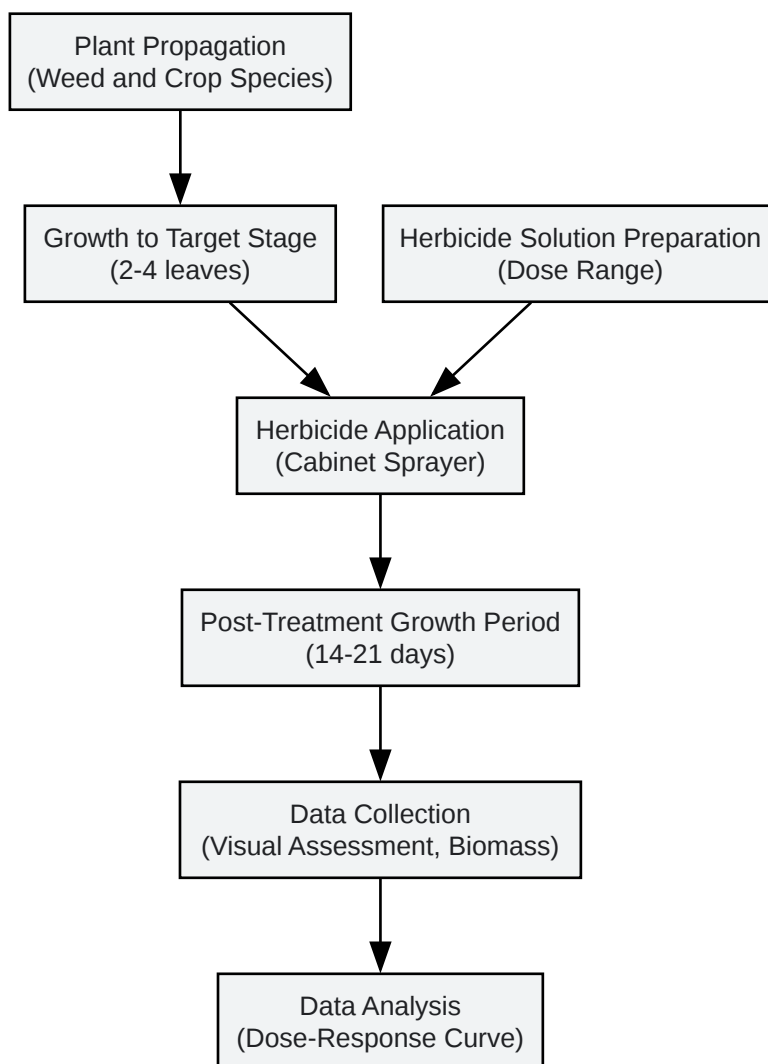 Plant Propagation
(Weed and Crop Species)
Growth to Target Stage
(2-4 leaves)
Herbicide Solution Preparation
(Dose Range)
Herbicide Application
(Cabinet Sprayer)
Post-Treatment Growth Period
(14-21 days)
Data Collection
(Visual Assessment, Biomass)
Data Analysis
(Dose-Response Curve)